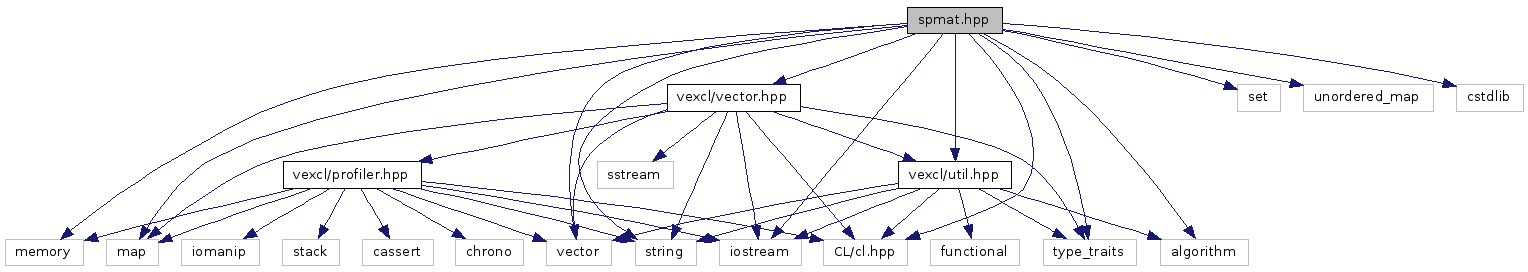 spmat.hpp
vexcl/vector.hpp
set
unordered_map
cstdlib
vexcl/profiler.hpp
sstream
vexcl/util.hpp
memory
map
iomanip
stack
cassert
chrono
vector
string
iostream
CL/cl.hpp
functional
type_traits
algorithm